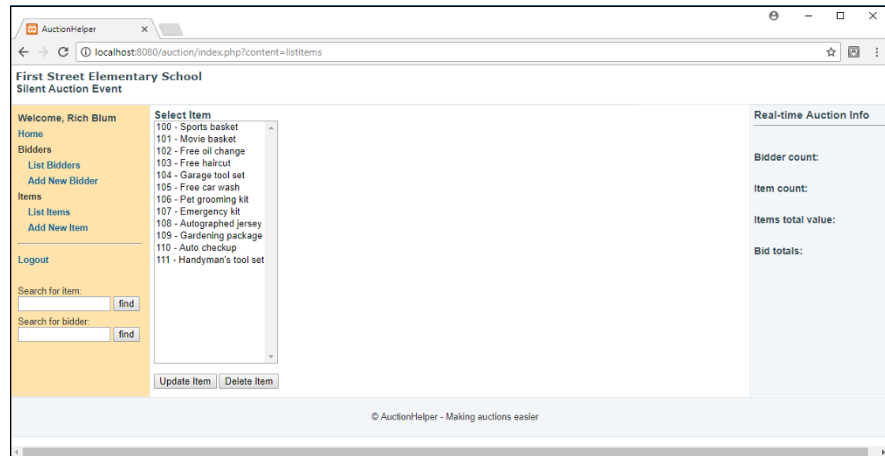 AuctionHelper
localhost:8080/auction/index.php?content=listitems
First Street Elementary School
Silent Auction Event
Welcome, Rich Blum
Home
Bidders
List Bidders
Add New Bidder
Items
List Items
Add New Item
Logout
Search for item:
find
Search for bidder:
find
Select Item
100 - Sports basket
101 - Movie basket
102 - Free oil change
103 - Free haircut
104 - Garage tool set
105 - Free car wash
106 - Pet grooming kit
107 - Emergency kit
108 - Autographed jersey
109 - Gardening package
110 - Auto checkup
111 - Handyman's tool set
Update Item
Delete Item
Real-time Auction Info
Bidder count:
Item count:
Items total value:
Bid totals:
© AuctionHelper - Making auctions easier